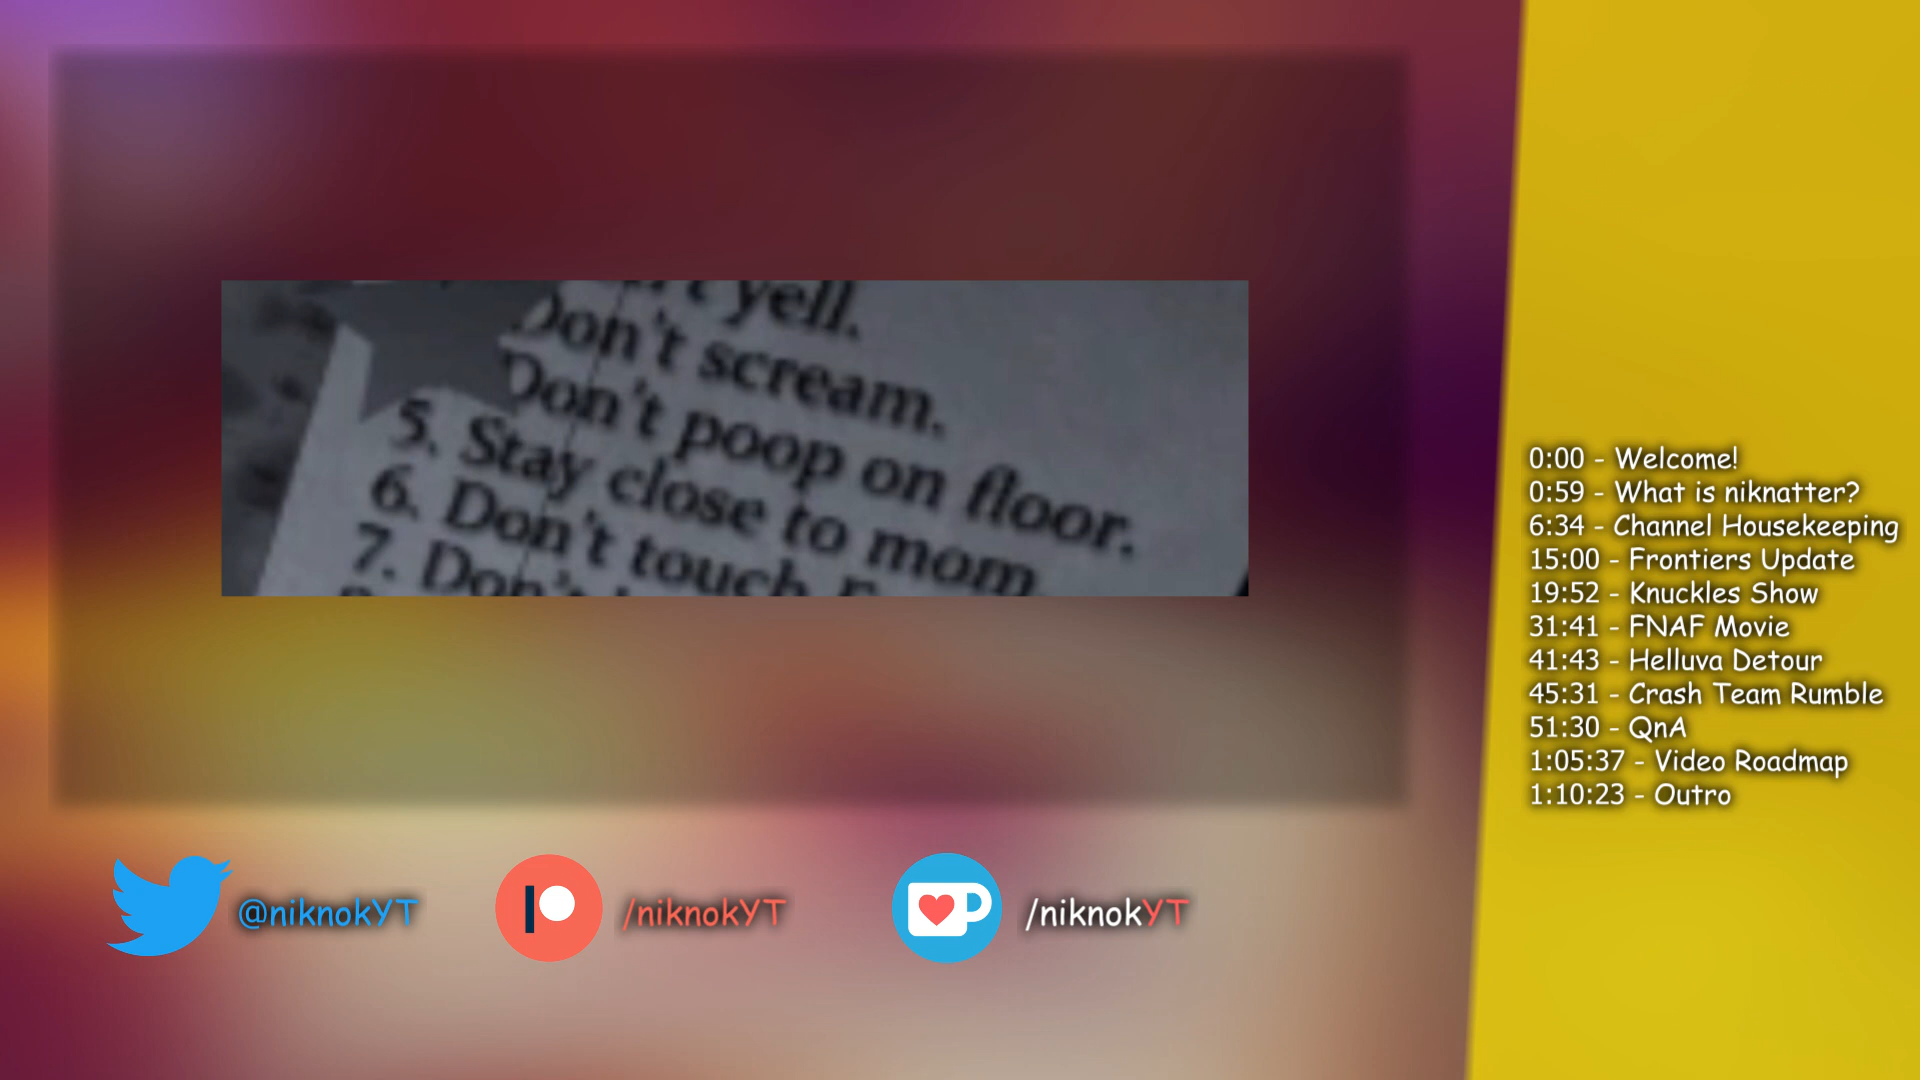 yell.
Don't scream.
Don't poop on floor.
5. Stay close to mom.
6. Don't touch
7.
0:00 - Welcome!
0:59 - What is niknatter?
6:34 - Channel Housekeeping
15:00 - Frontiers Update
19:52 - Knuckles Show
31:41 - FNAF Movie
41:43 - Helluva Detour
45:31 - Crash Team Rumble
51:30 - QnA
1:05:37 - Video Roadmap
1:10:23 - Outro
@niknokYT
/niknokYT
/niknokYT